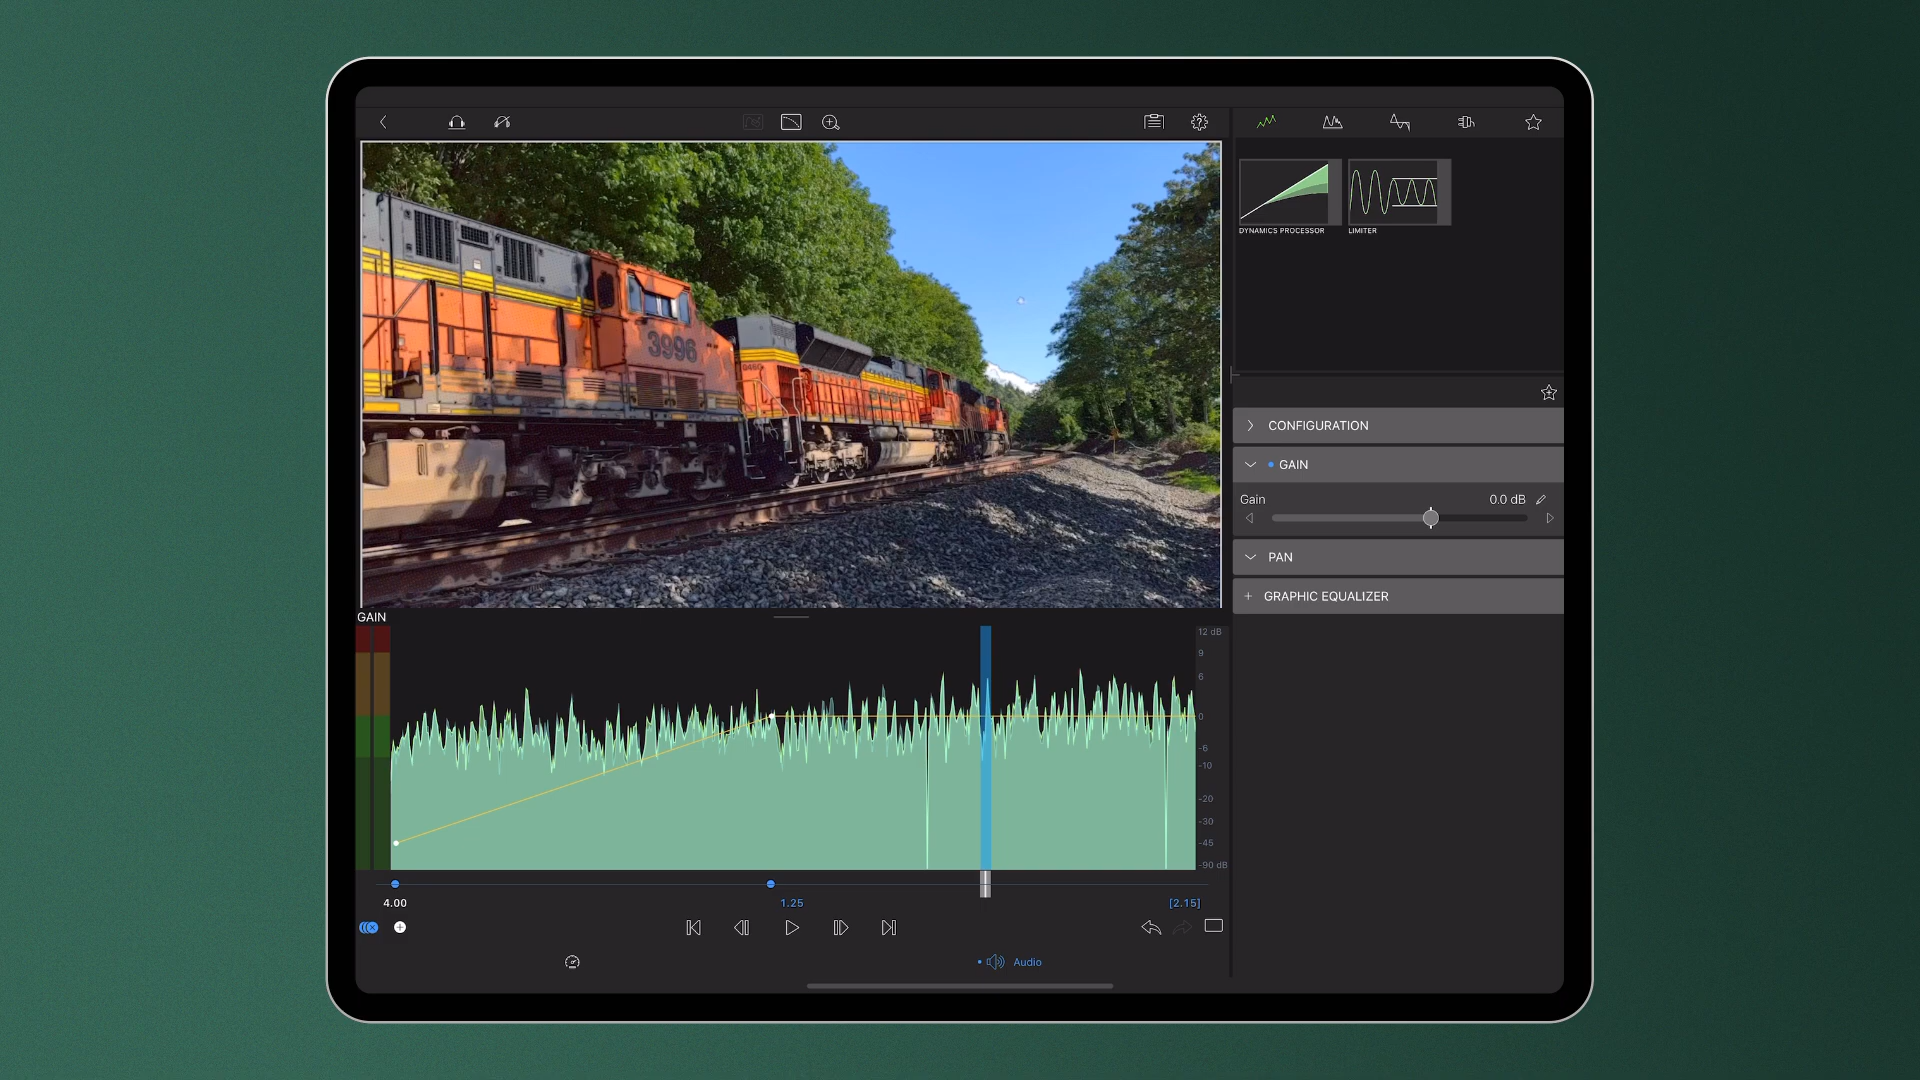 DYNAMICS PROCESSOR
LIMITER
3996
CONFIGURATION
GAIN
Gain
0.0 dB
PAN
GRAPHIC EQUALIZER
GAIN
12 dB
9
6
0
-6
-10
-20
-30
-45
-90 dB
4.00
1.25
[2.15]
Audio